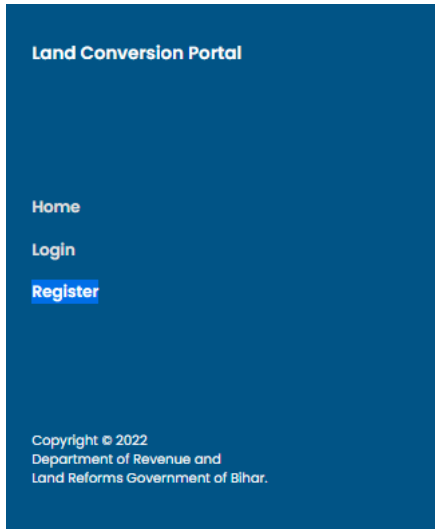 Land Conversion Portal
Home
Login
Register
Copyright © 2022
Department of Revenue and
Land Reforms Government of Bihar.